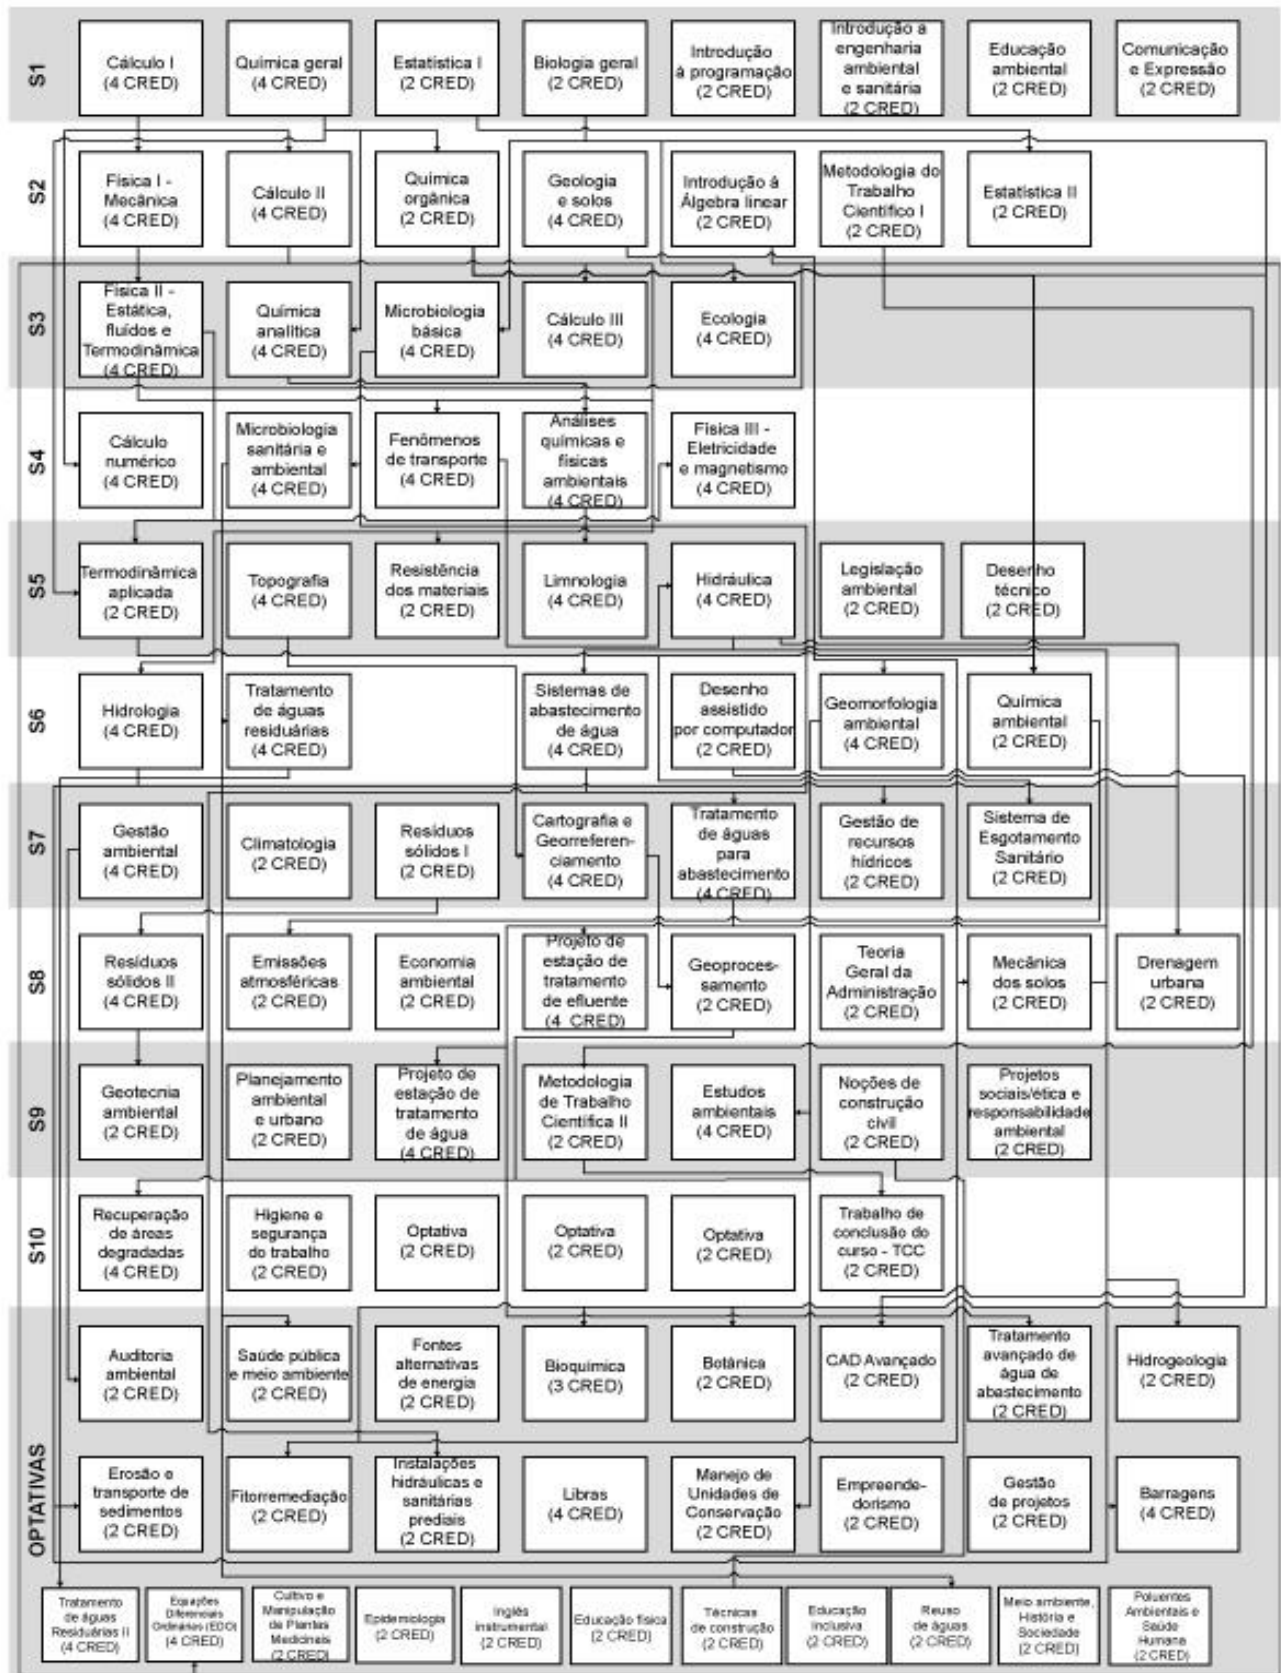 S1
Cálculo I
(4 CRED)
Química geral
(4 CRED)
Estatística I
(2 CRED)
Biologia geral
(2 CRED)
Introdução
à programação
(2 CRED)
Introdução a
engenharia
ambiental
e sanitária
(2 CRED)
Educação
ambiental
(2 CRED)
Comunicação
e Expressão
(2 CRED)
S2
Física I -
Mecânica
(4 CRED)
Cálculo II
(4 CRED)
Química
orgânica
(2 CRED)
Geologia
e solos
(4 CRED)
Introdução à
Álgebra linear
(2 CRED)
Metodologia do
Trabalho
Científico I
(2 CRED)
Estatística II
(2 CRED)
S3
Física II -
Estática,
fluídos e
Termodinâmica
(4 CRED)
Química
analítica
(4 CRED)
Microbiologia
básica
(4 CRED)
Cálculo III
(4 CRED)
Ecologia
(4 CRED)
S4
Cálculo
numérico
(4 CRED)
Microbiologia
sanitária e
ambiental
(4 CRED)
Fenômenos
de transporte
(4 CRED)
Análises
químicas e
físicas
ambientais
(4 CRED)
Física III -
Eletricidade
e magnetismo
(4 CRED)
S5
Termodinâmica
aplicada
(2 CRED)
Topografia
(4 CRED)
Resistência
dos materiais
(2 CRED)
Limnologia
(4 CRED)
Hidráulica
(4 CRED)
Legislação
ambiental
(2 CRED)
Desenho
técnico
(2 CRED)
S6
Hidrologia
(4 CRED)
Tratamento
de águas
residuárias
(4 CRED)
Sistemas de
abastecimento
de água
(4 CRED)
Desenho
assistido
por computador
(2 CRED)
Geomorfologia
ambiental
(4 CRED)
Química
ambiental
(2 CRED)
S7
Gestão
ambiental
(4 CRED)
Climatologia
(2 CRED)
Resíduos
sólidos I
(2 CRED)
Cartografia e
Georreferen-
ciamento
(4 CRED)
Tratamento
de águas
para
abastecimento
(4 CRED)
Gestão de
recursos
hídricos
(2 CRED)
Sistema de
Esgotamento
Sanitário
(2 CRED)
S8
Resíduos
sólidos II
(4 CRED)
Emissões
atmosféricas
(2 CRED)
Economia
ambiental
(2 CRED)
Projeto de
estação de
tratamento
de efluente
(4 CRED)
Geoproces-
samento
(2 CRED)
Teoria
Geral da
Administração
(2 CRED)
Mecânica
dos solos
(2 CRED)
Drenagem
urbana
(2 CRED)
S9
Geotecnia
ambiental
(2 CRED)
Planejamento
ambiental
e urbano
(2 CRED)
Projeto de
estação de
tratamento
de água
(4 CRED)
Metodologia
de Trabalho
Científica II
(2 CRED)
Estudos
ambientais
(4 CRED)
Noções de
construção
civil
(2 CRED)
Projetos
sociais/ética e
responsabilidade
ambiental
(2 CRED)
S10
Recuperação
de áreas
degradadas
(4 CRED)
Higiene e
segurança
do trabalho
(2 CRED)
Optativa
(2 CRED)
Optativa
(2 CRED)
Optativa
(2 CRED)
Trabalho de
conclusão do
curso - TCC
(2 CRED)
OPTATIVAS
Auditoria
ambiental
(2 CRED)
Saúde pública
e meio ambiente
(2 CRED)
Fontes
alternativas
de energia
(2 CRED)
Bioquímica
(3 CRED)
Botânica
(2 CRED)
CAD Avançado
(2 CRED)
Tratamento
avançado de
água de
abastecimento
(2 CRED)
Hidrogeologia
(2 CRED)
Erosão e
transporte de
sedimentos
(2 CRED)
Fitorremediação
(2 CRED)
Instalações
hidráulicas e
sanitárias
prediais
(2 CRED)
Libras
(4 CRED)
Manejo de
Unidades de
Conservação
(2 CRED)
Empreende-
dorismo
(2 CRED)
Gestão
de projetos
(2 CRED)
Barragens
(4 CRED)
Tratamento
de águas
Residuárias II
(4 CRED)
Equações
Diferenciais
Ordinárias (EDO)
(4 CRED)
Cultivo e
Manipulação
de Plantas
Medicinais
(2 CRED)
Epidemiologia
(2 CRED)
Inglês
instrumental
(2 CRED)
Educação física
(2 CRED)
Técnicas
de construção
(2 CRED)
Educação
Inclusiva
(2 CRED)
Reuso
de águas
(2 CRED)
Meio ambiente,
História e
Sociedade
(2 CRED)
Poluentes
Ambientais e
Saúde
Humana
(2 CRED)